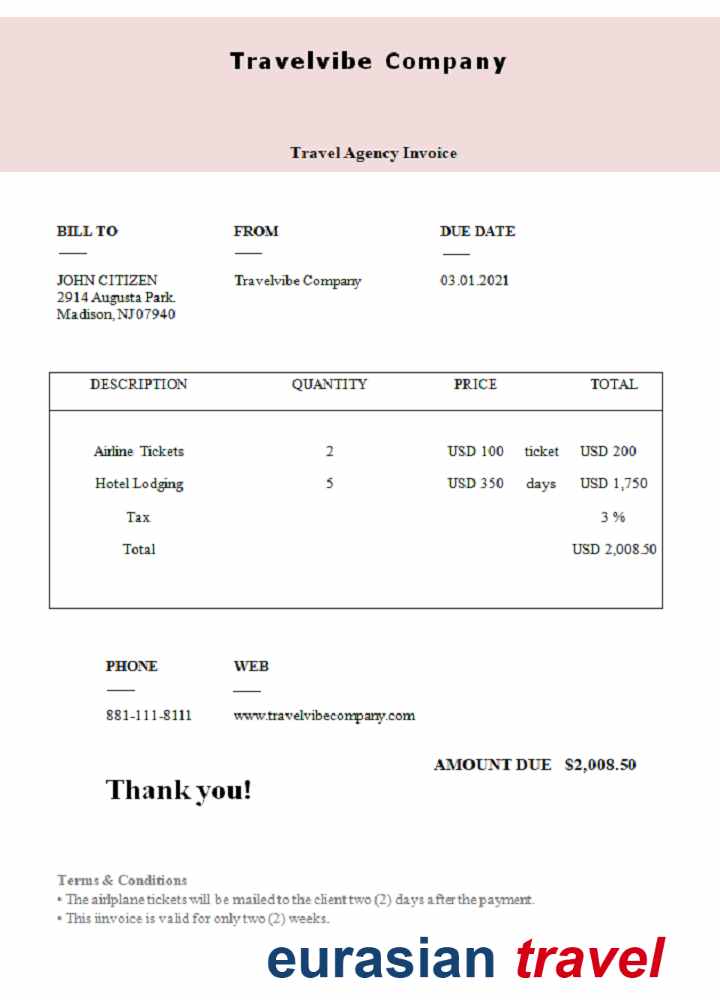 Travelvibe Company
Travel Agency Invoice
BILL TO FROM DUE DATE
JOHN CITIZEN Travelvibe Company 03.01.2021
2914 Augusta Park.
Madison, NJ 07940
DESCRIPTION QUANTITY PRICE TOTAL
Airline Tickets 2 USD 100 ticket USD 200
Hotel Lodging 5 USD 350 days USD 1,750
Tax 3 %
Total USD 2,008.50
PHONE WEB
881-111-8111 www.travelvibecompany.com
AMOUNT DUE $2,008.50
Thank you!
Terms & Conditions
• The airlplane tickets will be mailed to the client two (2) days after the payment.
• This iinvoice is valid for only two (2) weeks.
eurasian travel